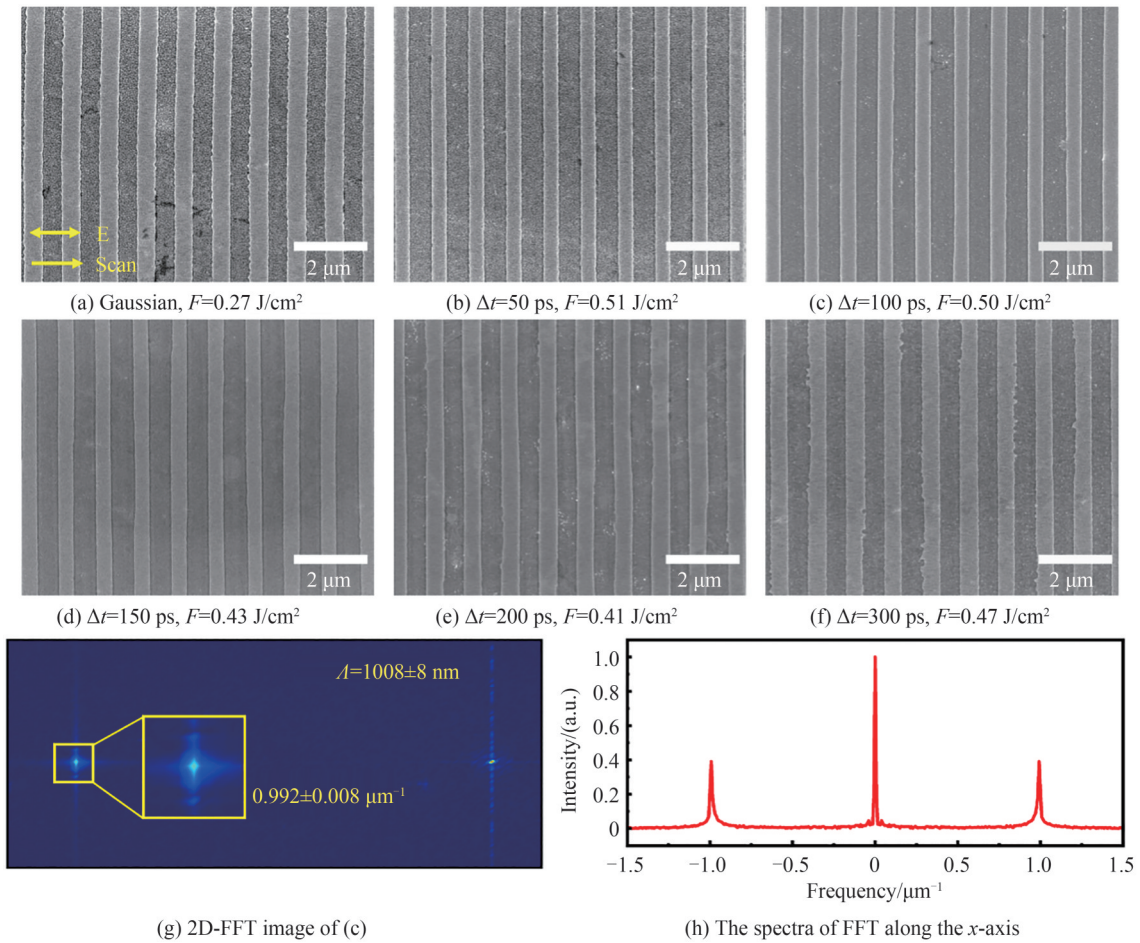 E
Scan
2 μm
2 μm
2 μm
(a) Gaussian, F=0.27 J/cm²
(b) Δt=50 ps, F=0.51 J/cm²
(c) Δt=100 ps, F=0.50 J/cm²
2 μm
2 μm
2 μm
(d) Δt=150 ps, F=0.43 J/cm²
(e) Δt=200 ps, F=0.41 J/cm²
(f) Δt=300 ps, F=0.47 J/cm²
Λ=1008±8 nm
0.992±0.008 μm⁻¹
Intensity/(a.u.)
1.0
0.8
0.6
0.4
0.2
0
−1.5 −1.0 −0.5 0 0.5 1.0 1.5
Frequency/μm⁻¹
(g) 2D-FFT image of (c)
(h) The spectra of FFT along the x-axis